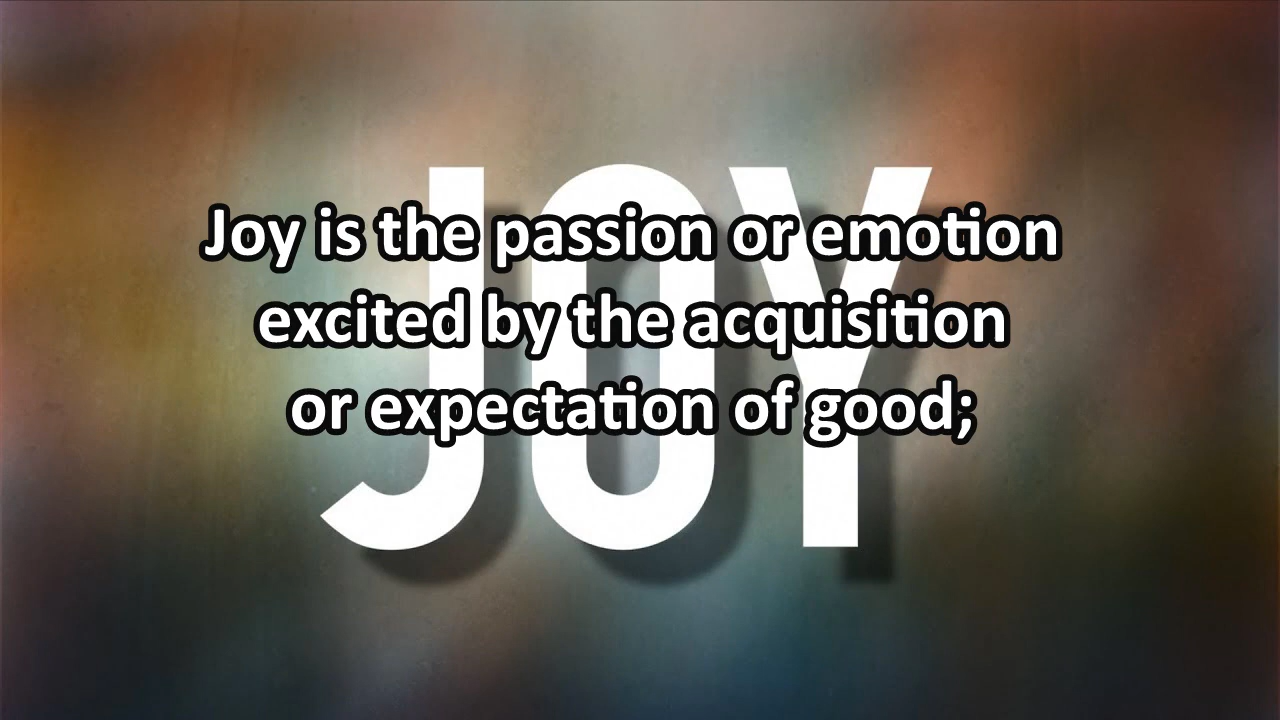 JOY
Joy is the passion or emotion
excited by the acquisition
or expectation of good;